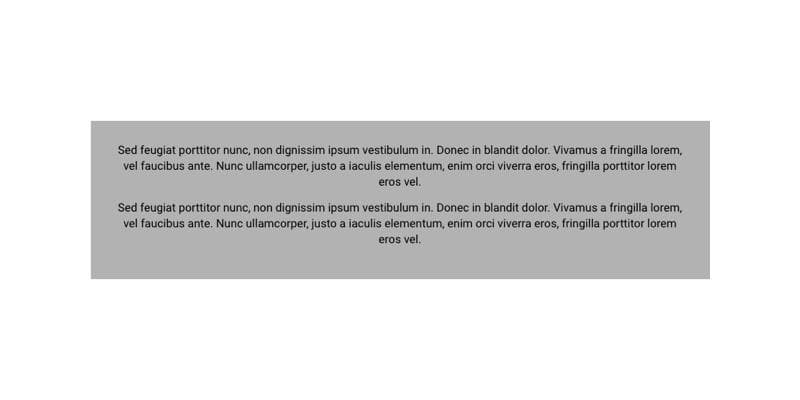 Sed feugiat porttitor nunc, non dignissim ipsum vestibulum in. Donec in blandit dolor. Vivamus a fringilla lorem,
vel faucibus ante. Nunc ullamcorper, justo a iaculis elementum, enim orci viverra eros, fringilla porttitor lorem
eros vel.
Sed feugiat porttitor nunc, non dignissim ipsum vestibulum in. Donec in blandit dolor. Vivamus a fringilla lorem,
vel faucibus ante. Nunc ullamcorper, justo a iaculis elementum, enim orci viverra eros, fringilla porttitor lorem
eros vel.